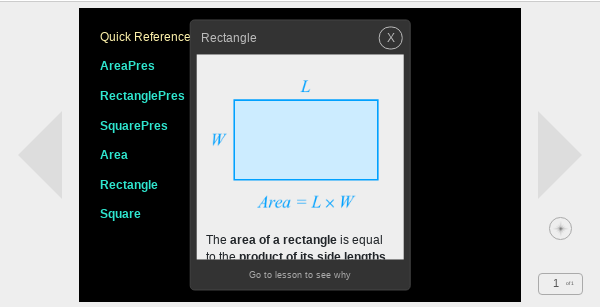 Quick Reference
AreaPres
RectanglePres
SquarePres
Area
Rectangle
Square
Rectangle
X
L
W
Area = L × W
The area of a rectangle is equal
to the product of its side lengths
Go to lesson to see why
1 of 1